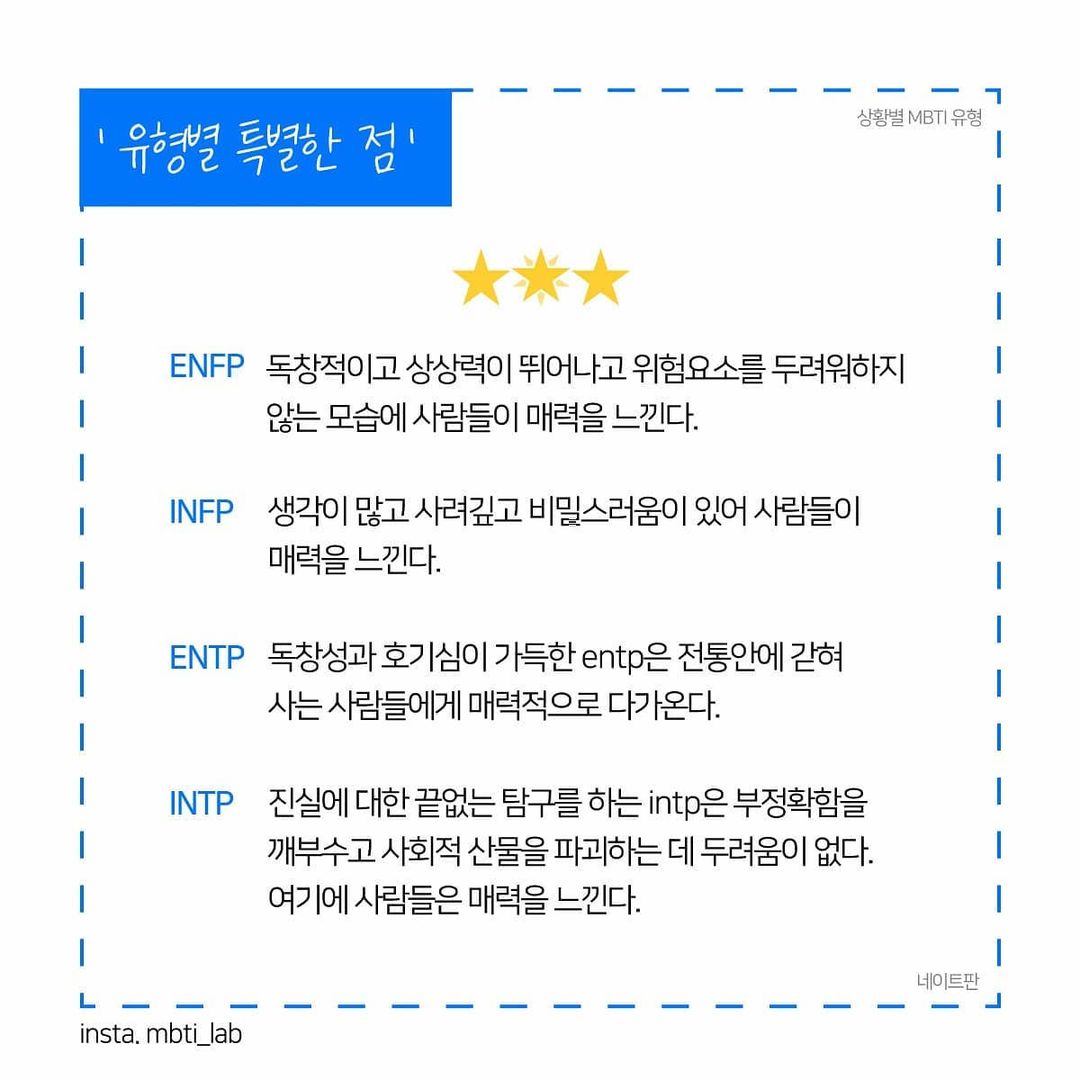 ' 유형별 특별한 점 '
상황별 MBTI 유형
ENFP 독창적이고 상상력이 뛰어나고 위험요소를 두려워하지
않는 모습에 사람들이 매력을 느낀다.
INFP 생각이 많고 사려깊고 비밀스러움이 있어 사람들이
매력을 느낀다.
ENTP 독창성과 호기심이 가득한 entp은 전통안에 갇혀
사는 사람들에게 매력적으로 다가온다.
INTP 진실에 대한 끝없는 탐구를 하는 intp은 부정확함을
깨부수고 사회적 산물을 파괴하는 데 두려움이 없다.
여기에 사람들은 매력을 느낀다.
네이트판
insta. mbti_lab